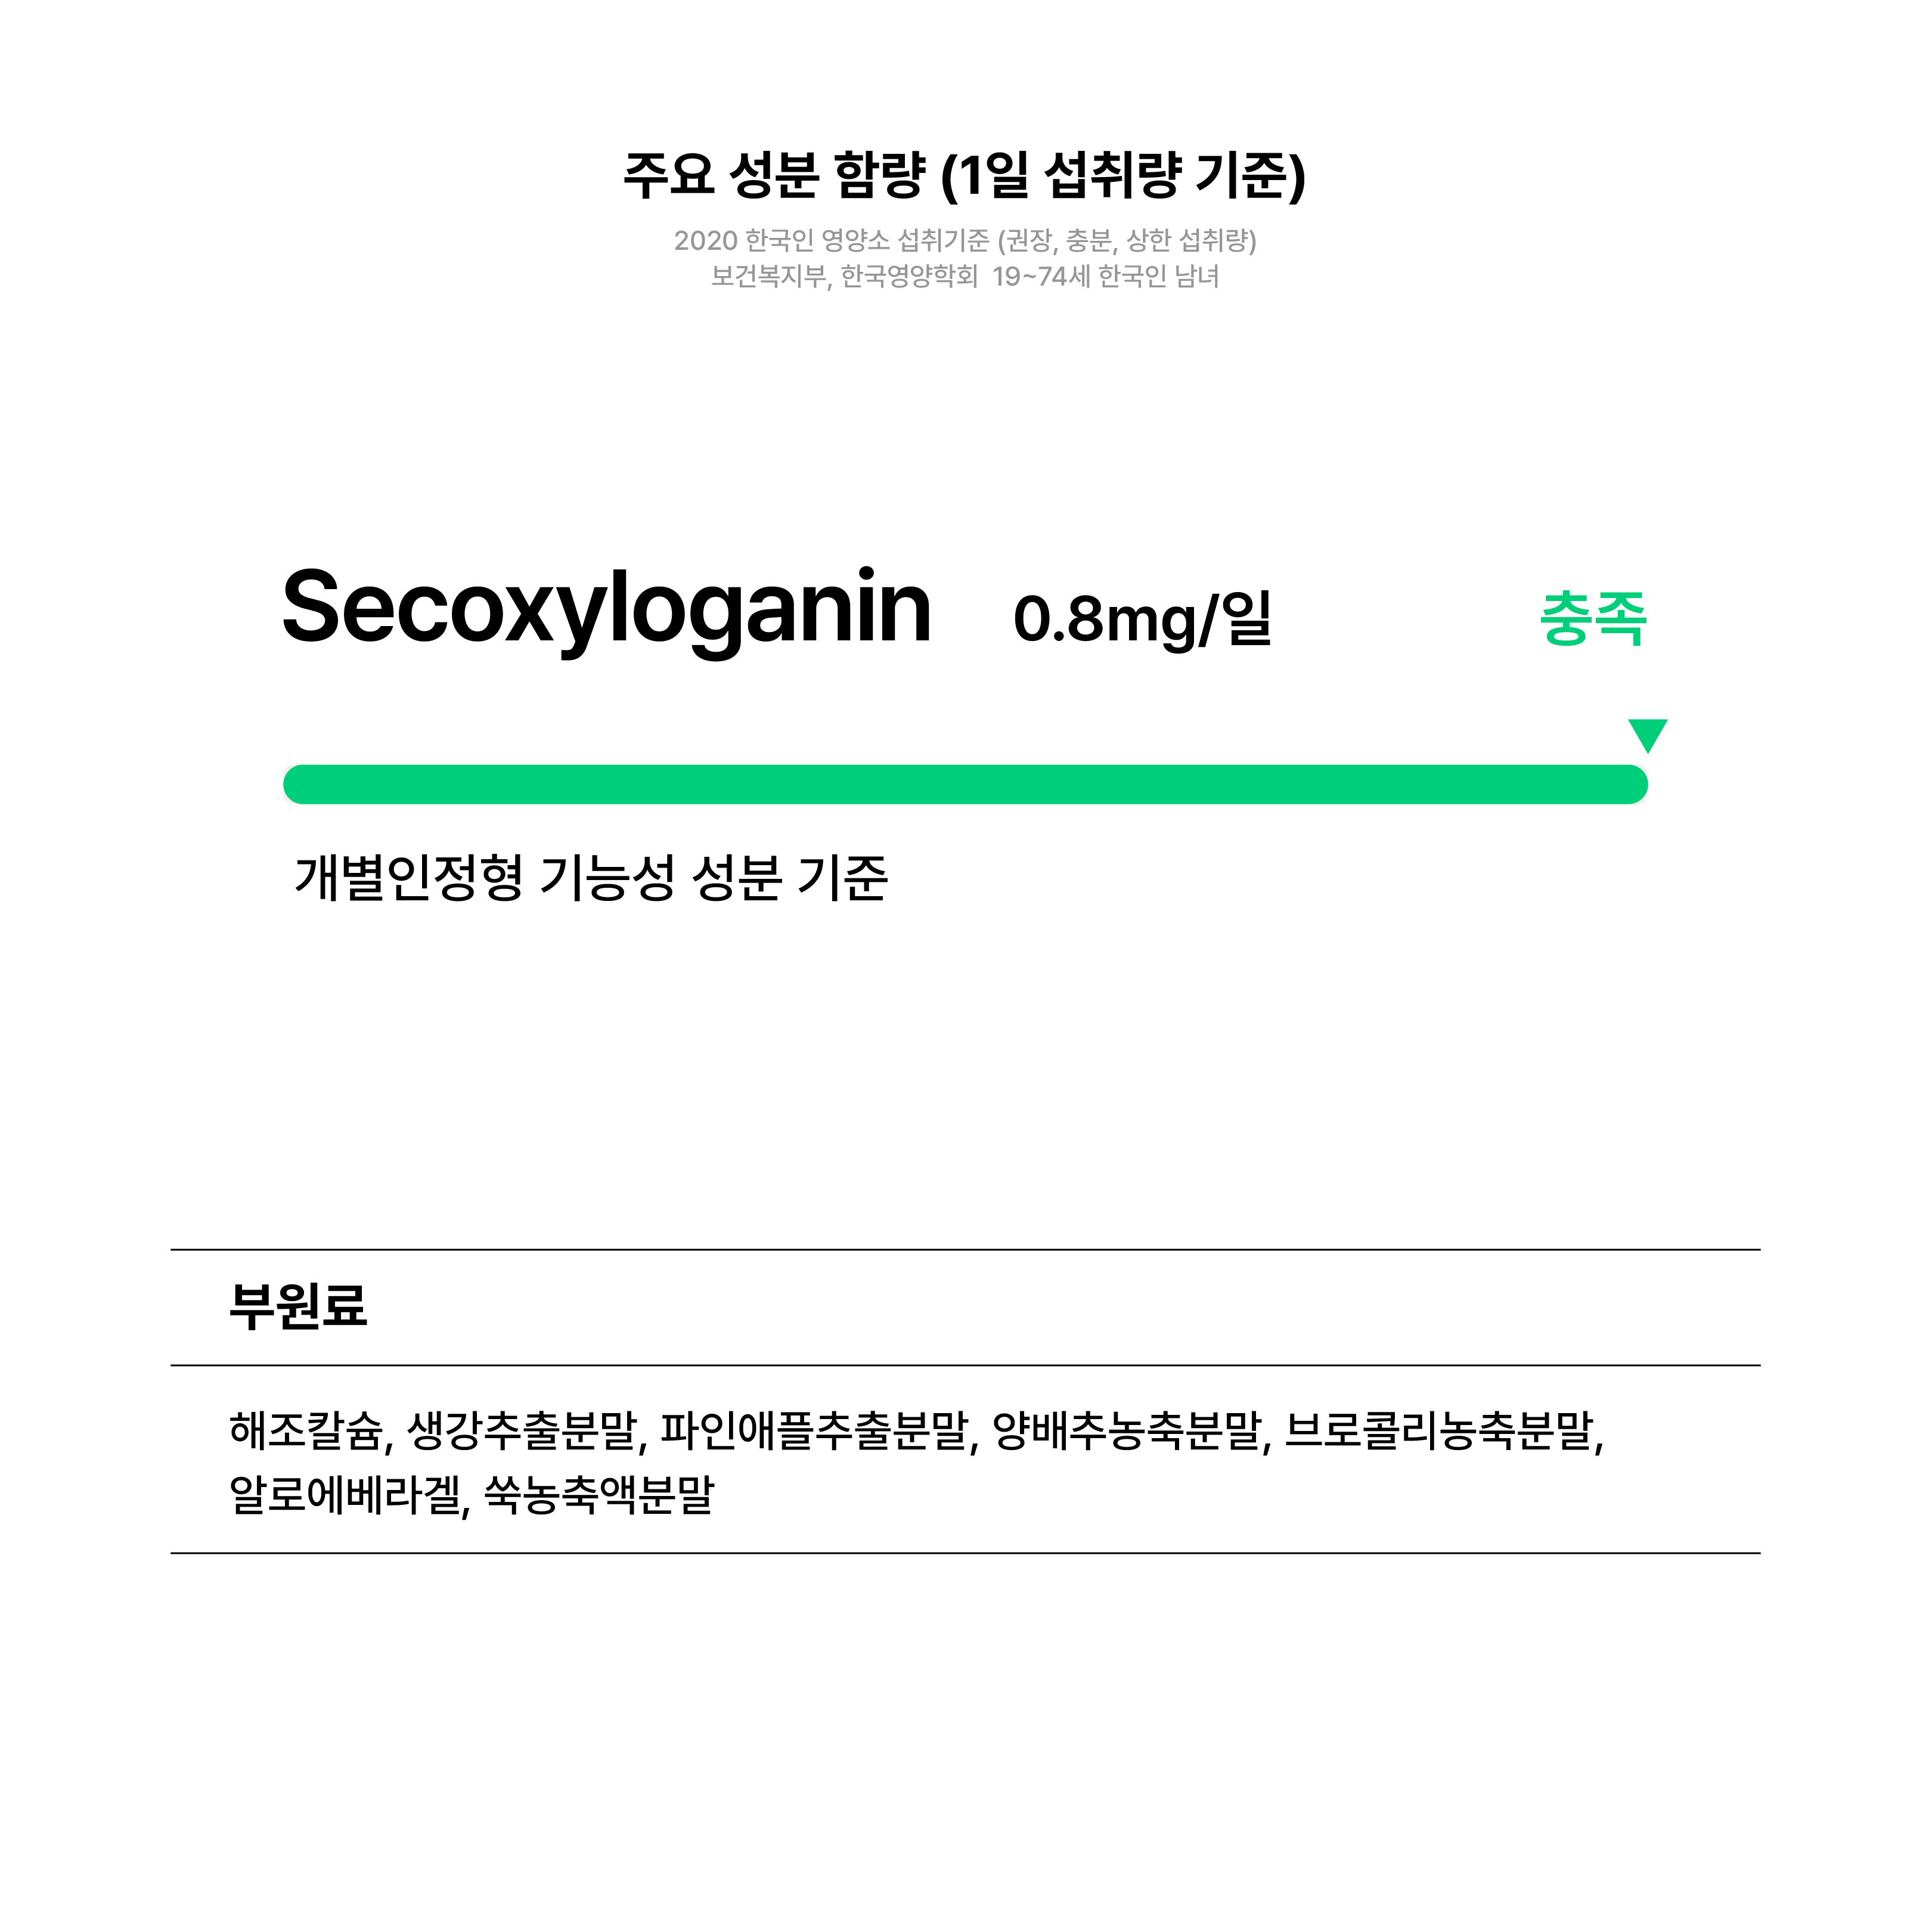 주요 성분 함량 (1일 섭취량 기준)
2020 한국인 영양소 섭취기준 (권장, 충분, 상한 섭취량)
보건복지부, 한국영양학회 19~74세 한국인 남녀
Secoxyloganin 0.8mg/일 충족
개별인정형 기능성 성분 기준
부원료
해조칼슘, 생강추출분말, 파인애플추출분말, 양배추농축분말, 브로콜리농축분말,
알로에베라겔, 쑥농축액분말